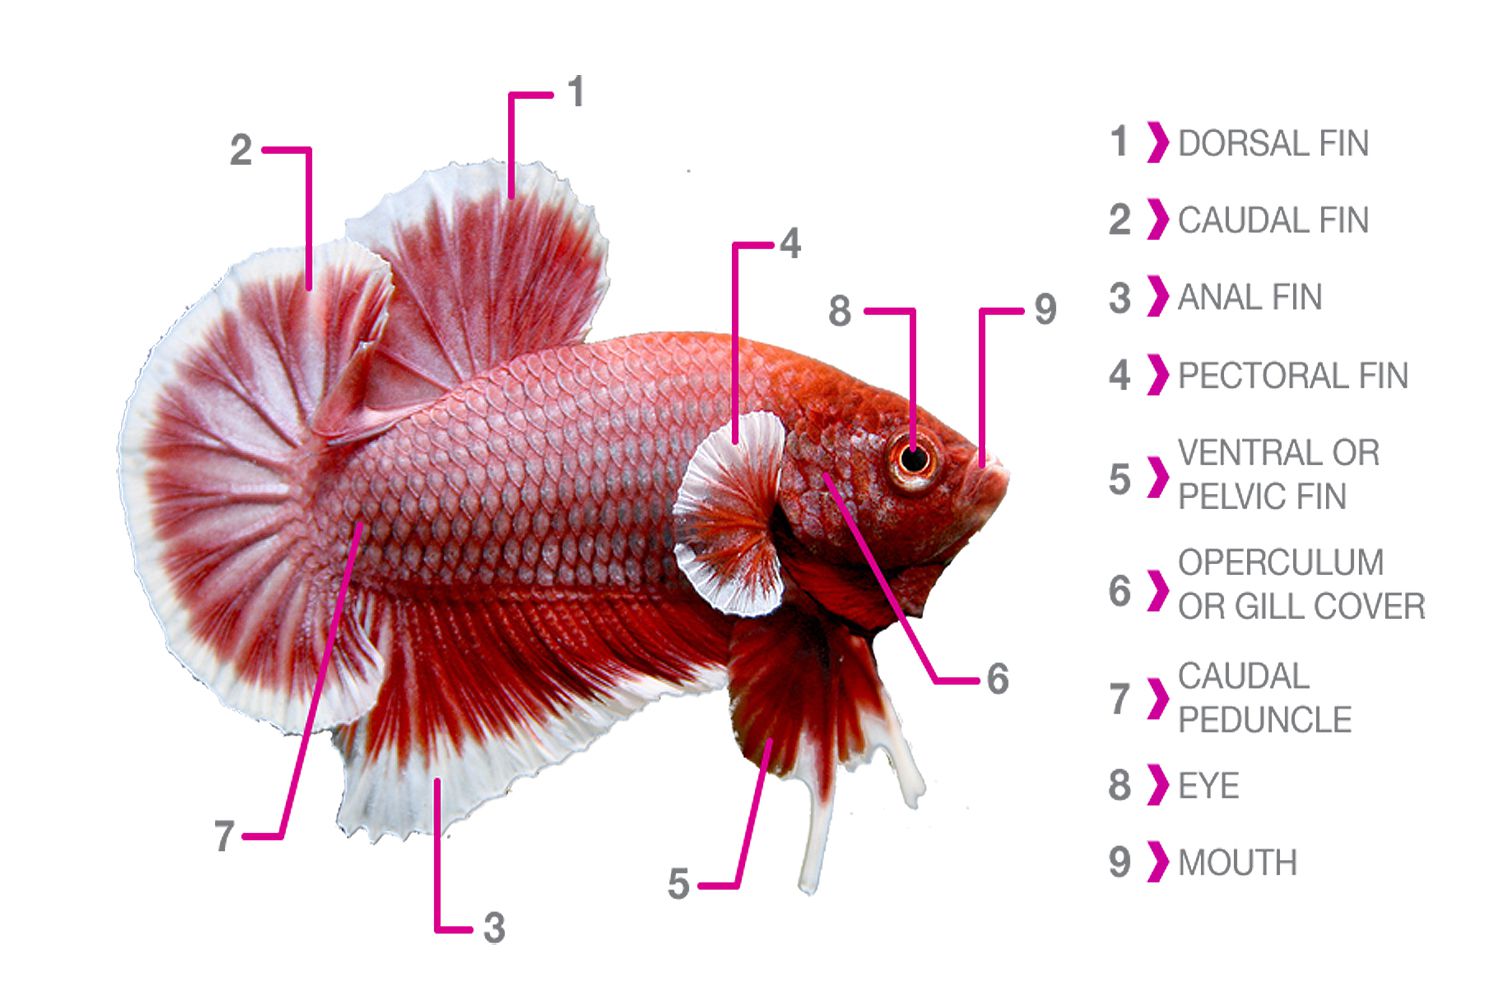 1
2
4
8
9
6
7
5
3
1 DORSAL FIN
2 CAUDAL FIN
3 ANAL FIN
4 PECTORAL FIN
5 VENTRAL OR
PELVIC FIN
6 OPERCULUM
OR GILL COVER
7 CAUDAL
PEDUNCLE
8 EYE
9 MOUTH